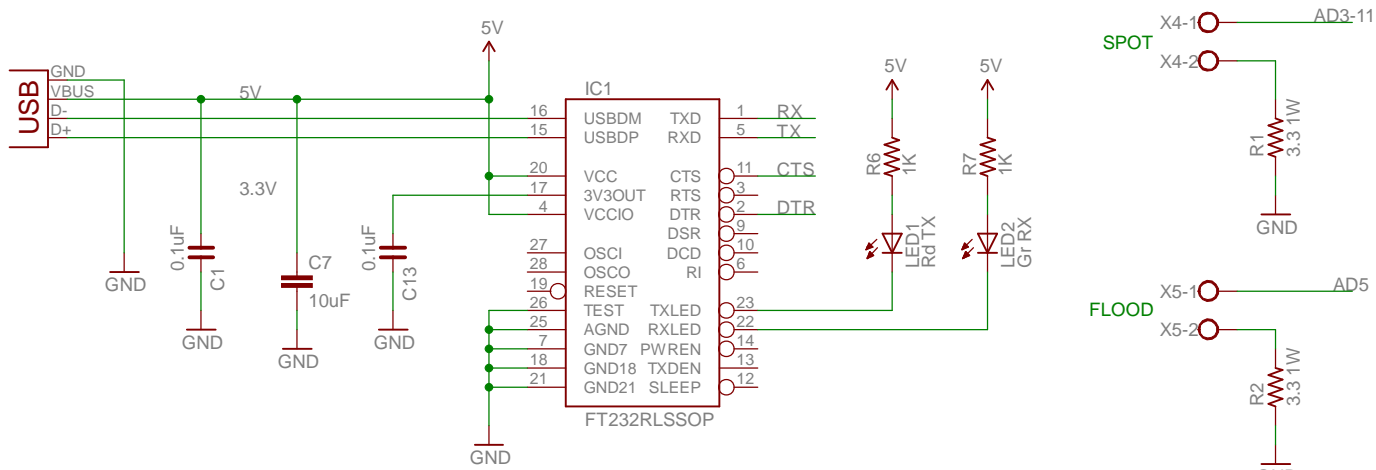 USB
GND
VBUS
D-
D+
5V
5V
3.3V
0.1uF
C1
C7
10uF
0.1uF
C13
GND
GND
GND
GND
GND
IC1
16 USBDM TXD 1 RX
15 USBDP RXD 5 TX
20 VCC CTS 11 CTS
17 3V3OUT RTS 3
4 VCCIO DTR 2 DTR
DSR 9
27 OSCI DCD 10
28 OSCO RI 6
19 RESET
26 TEST TXLED 23
25 AGND RXLED 22
7 GND7 PWREN 14
18 GND18 TXDEN 13
21 GND21 SLEEP 12
FT232RLSSOP
5V
R6
1K
LED1
Rd TX
5V
R7
1K
LED2
Gr RX
X4-1
AD3-11
SPOT
X4-2
R1
3.3 1W
GND
X5-1
AD5
FLOOD
X5-2
R2
3.3 1W